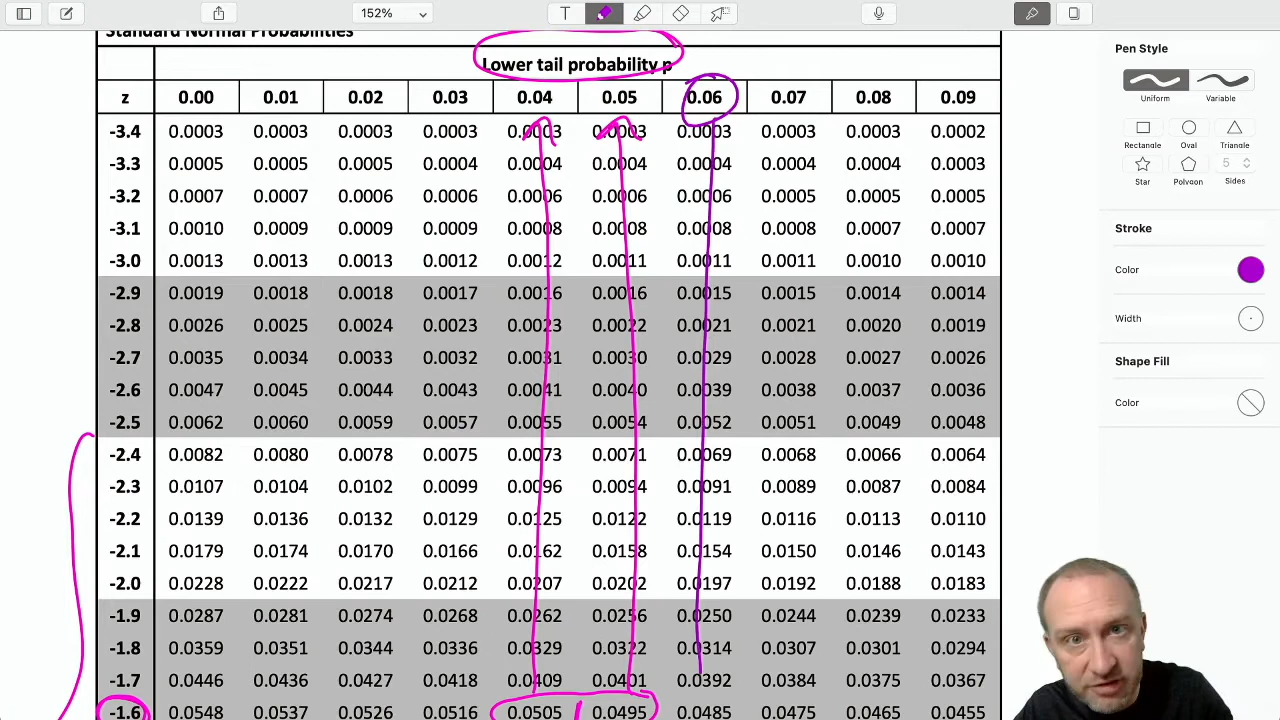 152%
T
Standard Normal Probabilities
Lower tail probability p
z 0.00 0.01 0.02 0.03 0.04 0.05 0.06 0.07 0.08 0.09
-3.4 0.0003 0.0003 0.0003 0.0003 0.0003 0.0003 0.0003 0.0003 0.0003 0.0002
-3.3 0.0005 0.0005 0.0005 0.0004 0.0004 0.0004 0.0004 0.0004 0.0004 0.0003
-3.2 0.0007 0.0007 0.0006 0.0006 0.0006 0.0006 0.0006 0.0005 0.0005 0.0005
-3.1 0.0010 0.0009 0.0009 0.0009 0.0008 0.0008 0.0008 0.0008 0.0007 0.0007
-3.0 0.0013 0.0013 0.0013 0.0012 0.0012 0.0011 0.0011 0.0011 0.0010 0.0010
-2.9 0.0019 0.0018 0.0018 0.0017 0.0016 0.0016 0.0015 0.0015 0.0014 0.0014
-2.8 0.0026 0.0025 0.0024 0.0023 0.0023 0.0022 0.0021 0.0021 0.0020 0.0019
-2.7 0.0035 0.0034 0.0033 0.0032 0.0031 0.0030 0.0029 0.0028 0.0027 0.0026
-2.6 0.0047 0.0045 0.0044 0.0043 0.0041 0.0040 0.0039 0.0038 0.0037 0.0036
-2.5 0.0062 0.0060 0.0059 0.0057 0.0055 0.0054 0.0052 0.0051 0.0049 0.0048
-2.4 0.0082 0.0080 0.0078 0.0075 0.0073 0.0071 0.0069 0.0068 0.0066 0.0064
-2.3 0.0107 0.0104 0.0102 0.0099 0.0096 0.0094 0.0091 0.0089 0.0087 0.0084
-2.2 0.0139 0.0136 0.0132 0.0129 0.0125 0.0122 0.0119 0.0116 0.0113 0.0110
-2.1 0.0179 0.0174 0.0170 0.0166 0.0162 0.0158 0.0154 0.0150 0.0146 0.0143
-2.0 0.0228 0.0222 0.0217 0.0212 0.0207 0.0202 0.0197 0.0192 0.0188 0.0183
-1.9 0.0287 0.0281 0.0274 0.0268 0.0262 0.0256 0.0250 0.0244 0.0239 0.0233
-1.8 0.0359 0.0351 0.0344 0.0336 0.0329 0.0322 0.0314 0.0307 0.0301 0.0294
-1.7 0.0446 0.0436 0.0427 0.0418 0.0409 0.0401 0.0392 0.0384 0.0375 0.0367
-1.6 0.0548 0.0537 0.0526 0.0516 0.0505 0.0495 0.0485 0.0475 0.0465 0.0455
Pen Style
Uniform Variable
Rectangle Oval Triangle
5
Star Polygon Sides
Stroke
Color
Width
Shape Fill
Color